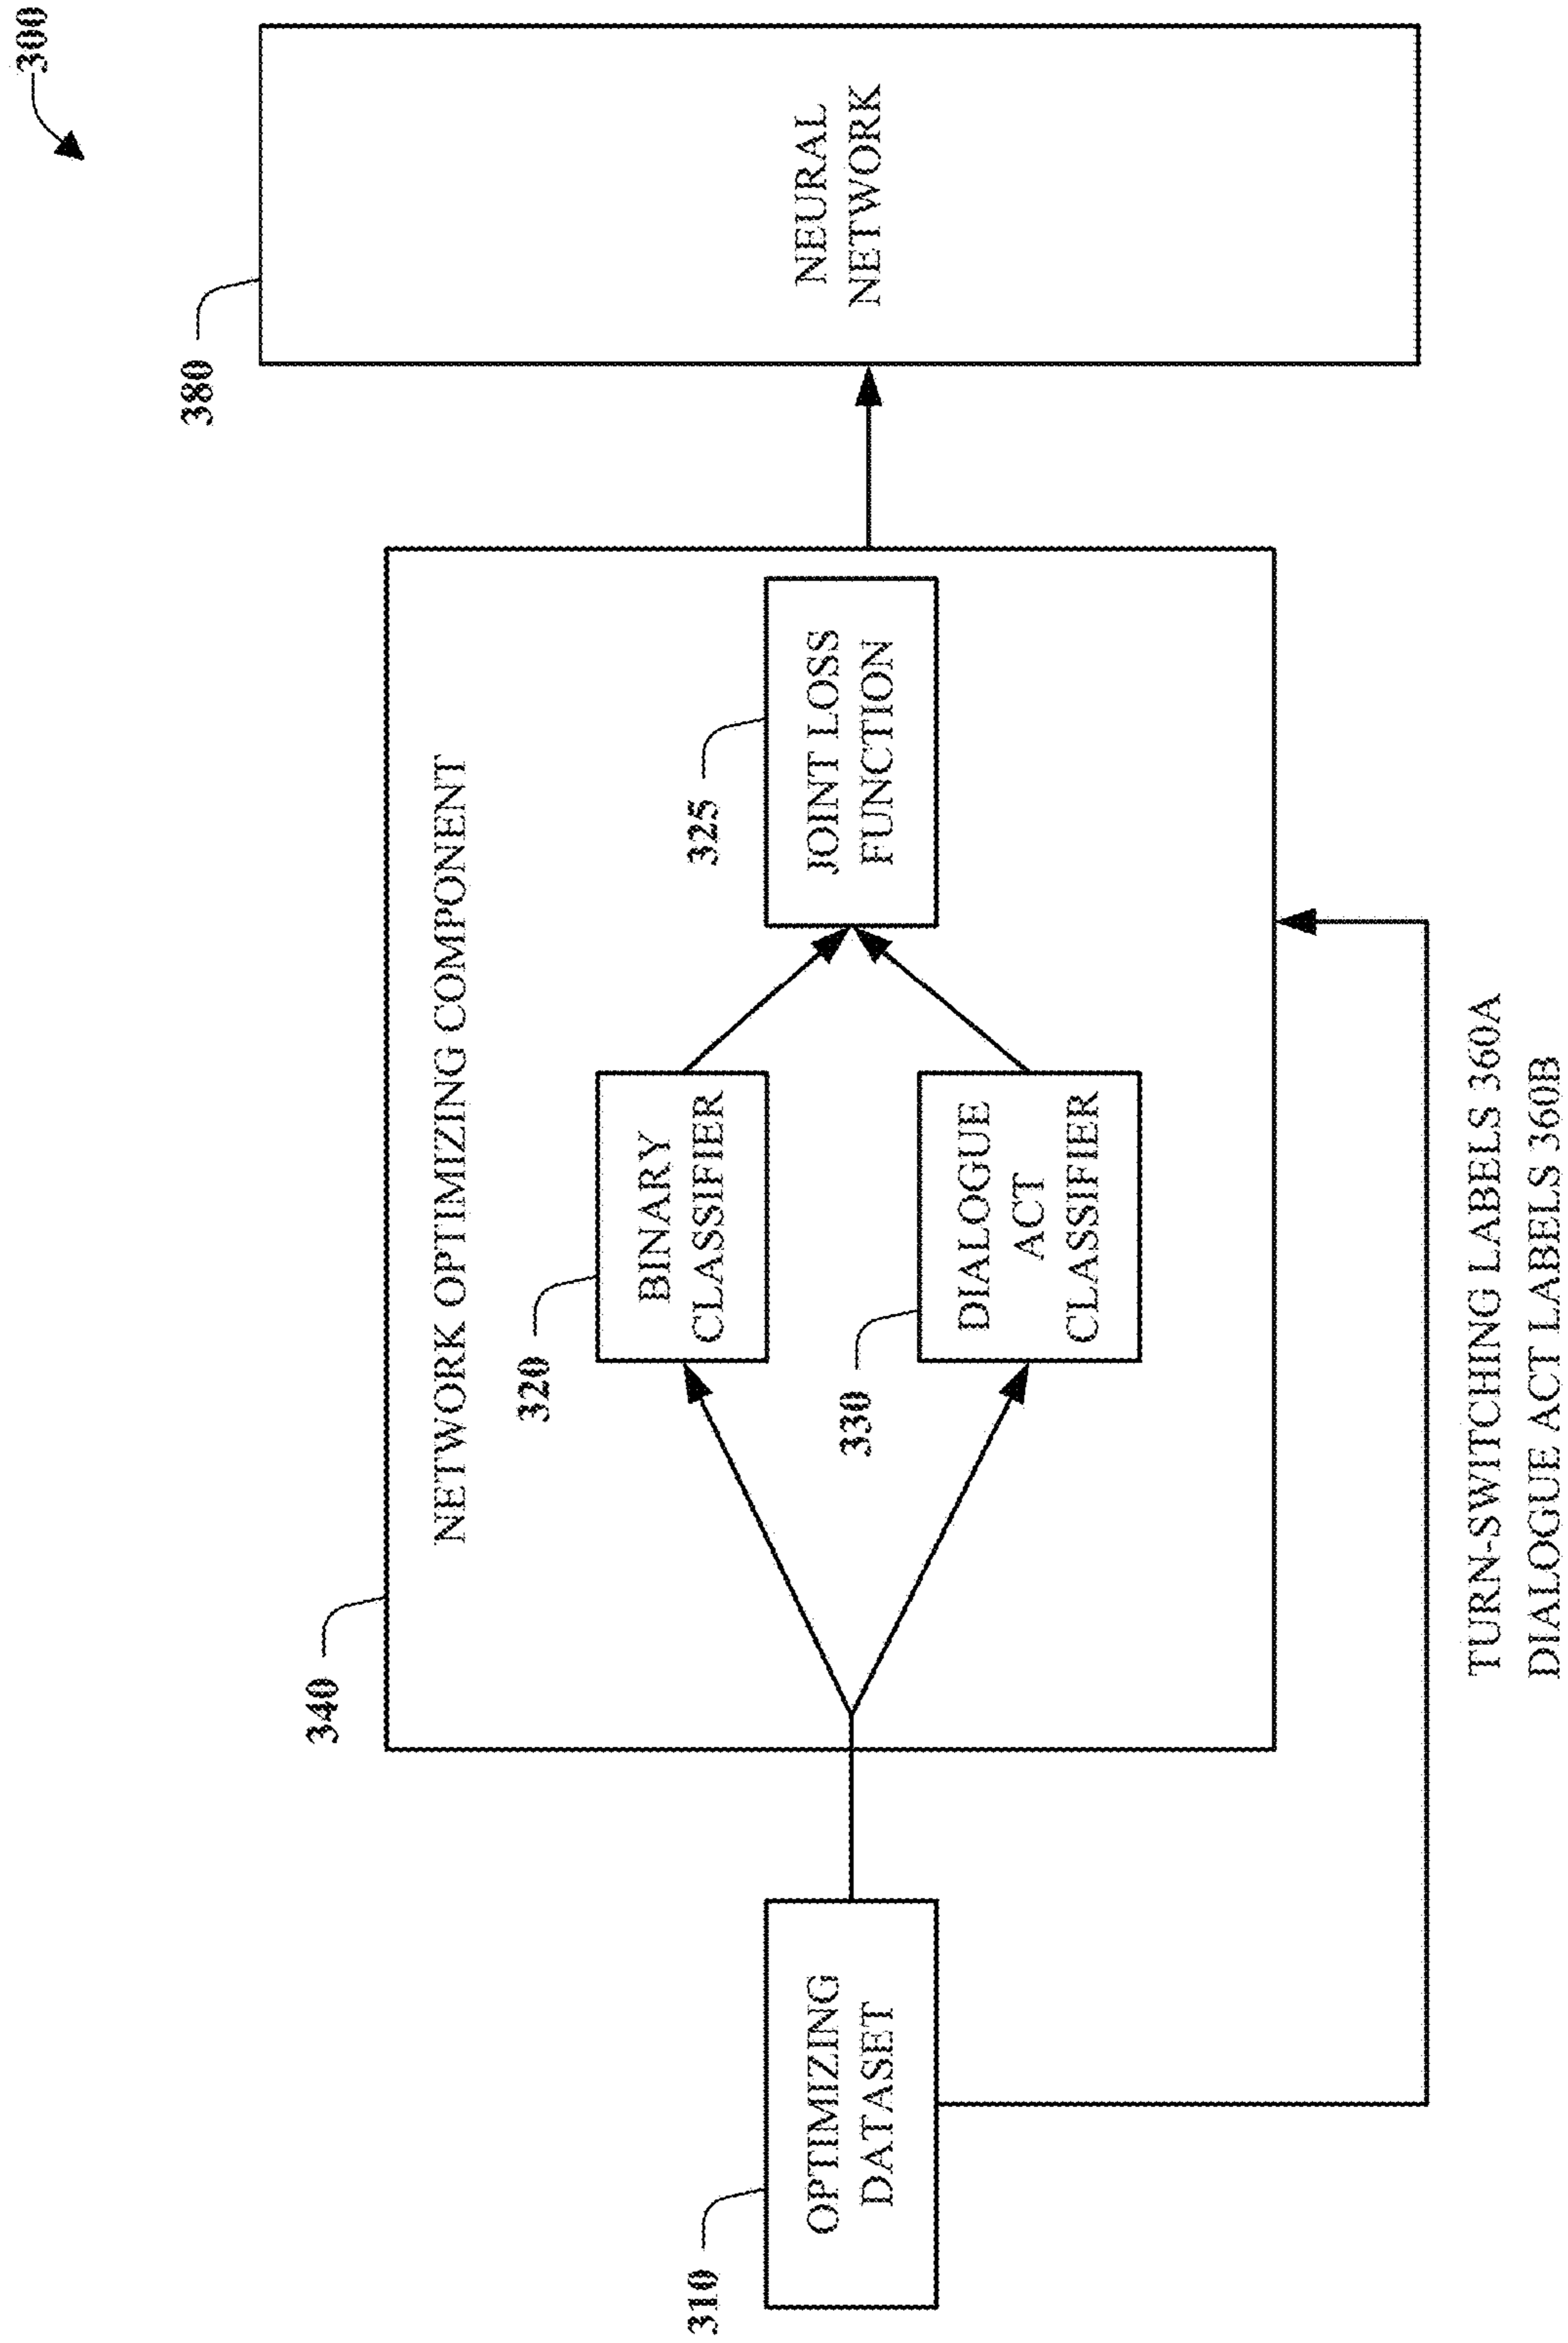 300
380
NEURAL
NETWORK
340
NETWORK OPTIMIZING COMPONENT
325
JOINT LOSS
FUNCTION
320
BINARY
CLASSIFIER
330
DIALOGUE
ACT
CLASSIFIER
310
OPTIMIZING
DATASET
TURN-SWITCHING LABELS 360A
DIALOGUE ACT LABELS 360B